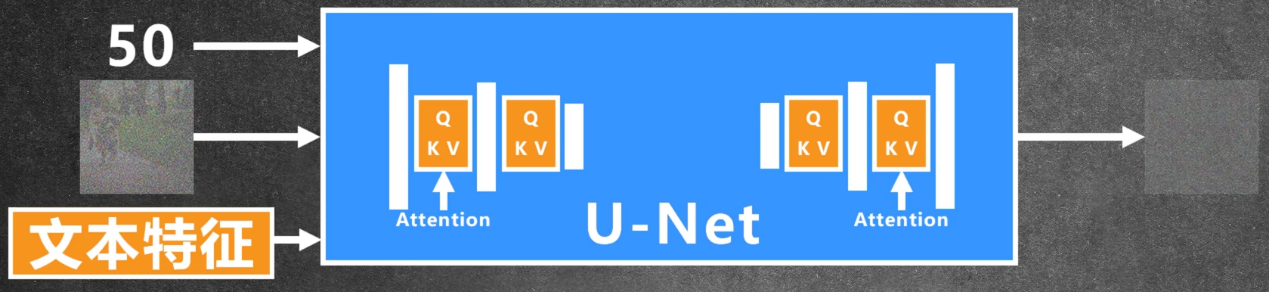 50
文本特征
Q
K V
Q
K V
Attention
U-Net
Q
K V
Q
K V
Attention